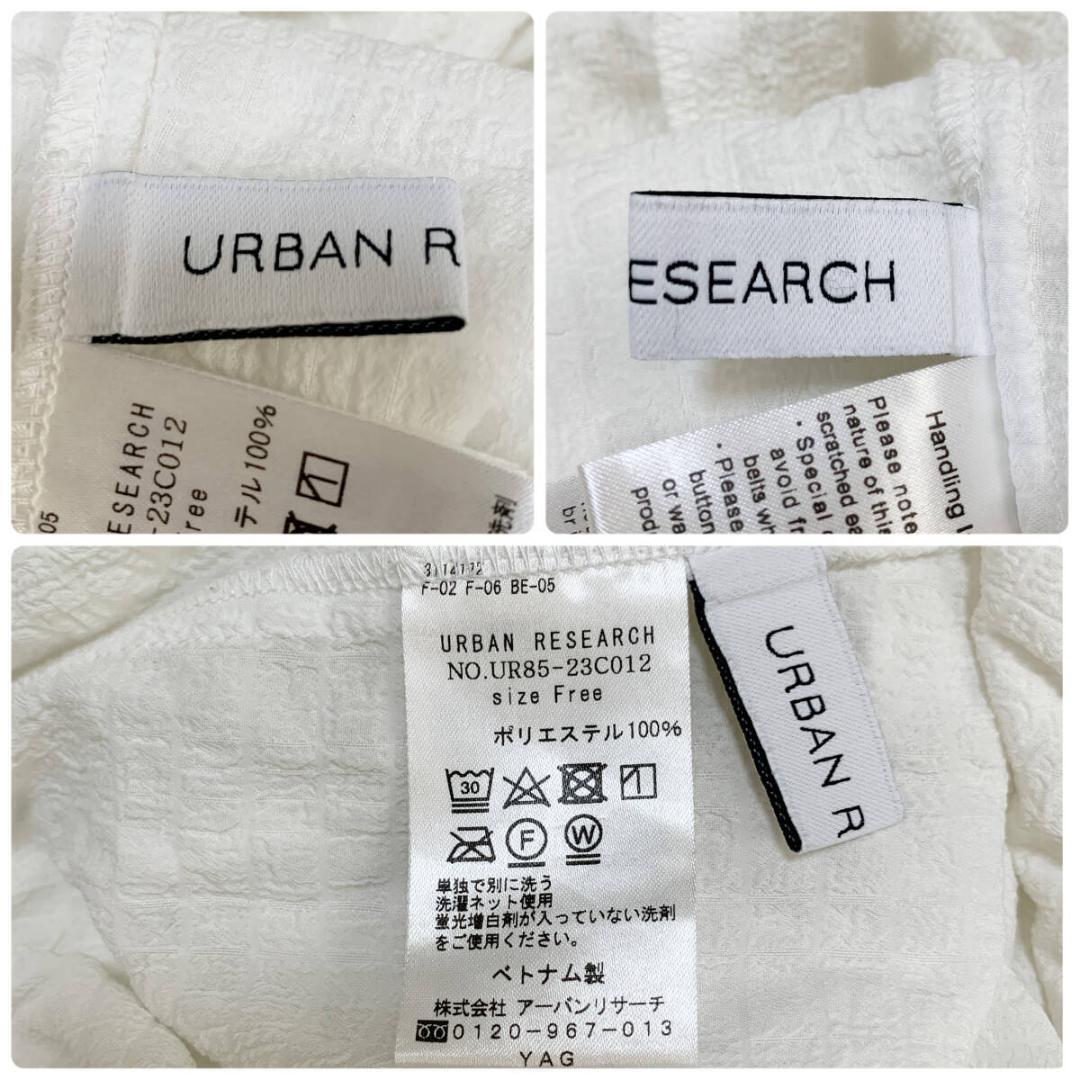 URBAN R
ESEARCH
-23C012
ree
テル100%
洗剤
05
ESEARCH
Handling
Please note
nature of this
scratched ea
・Special
avoid fr
belts wh
・Please
button
or wa
prod
F-02 F-06 BE-05
URBAN RESEARCH
NO.UR85-23C012
size Free
ポリエステル100%
30
F
W
単独で別に洗う
洗濯ネット使用
蛍光増白剤が入っていない洗剤
をご使用ください。
ベトナム製
株式会社 アーバンリサーチ
0120-967-013
YAG
URBAN R